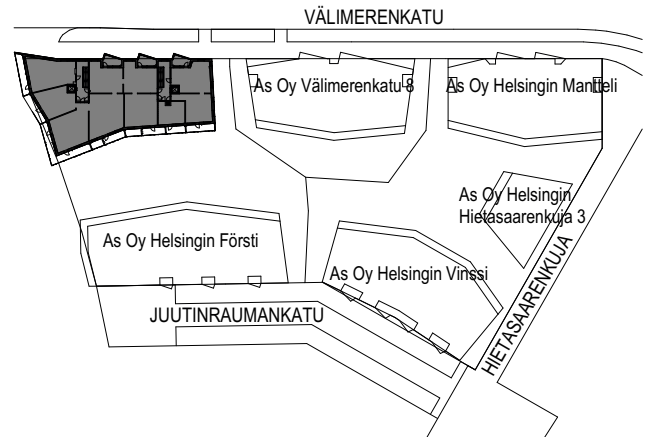 VÄLIMERENKATU
As Oy Välimerenkatu 8
As Oy Helsingin Mantteli
As Oy Helsingin
Hietasaarenkuja 3
As Oy Helsingin Försti
As Oy Helsingin Vinssi
JUUTINRAUMANKATU
HIETASAARENKUJA